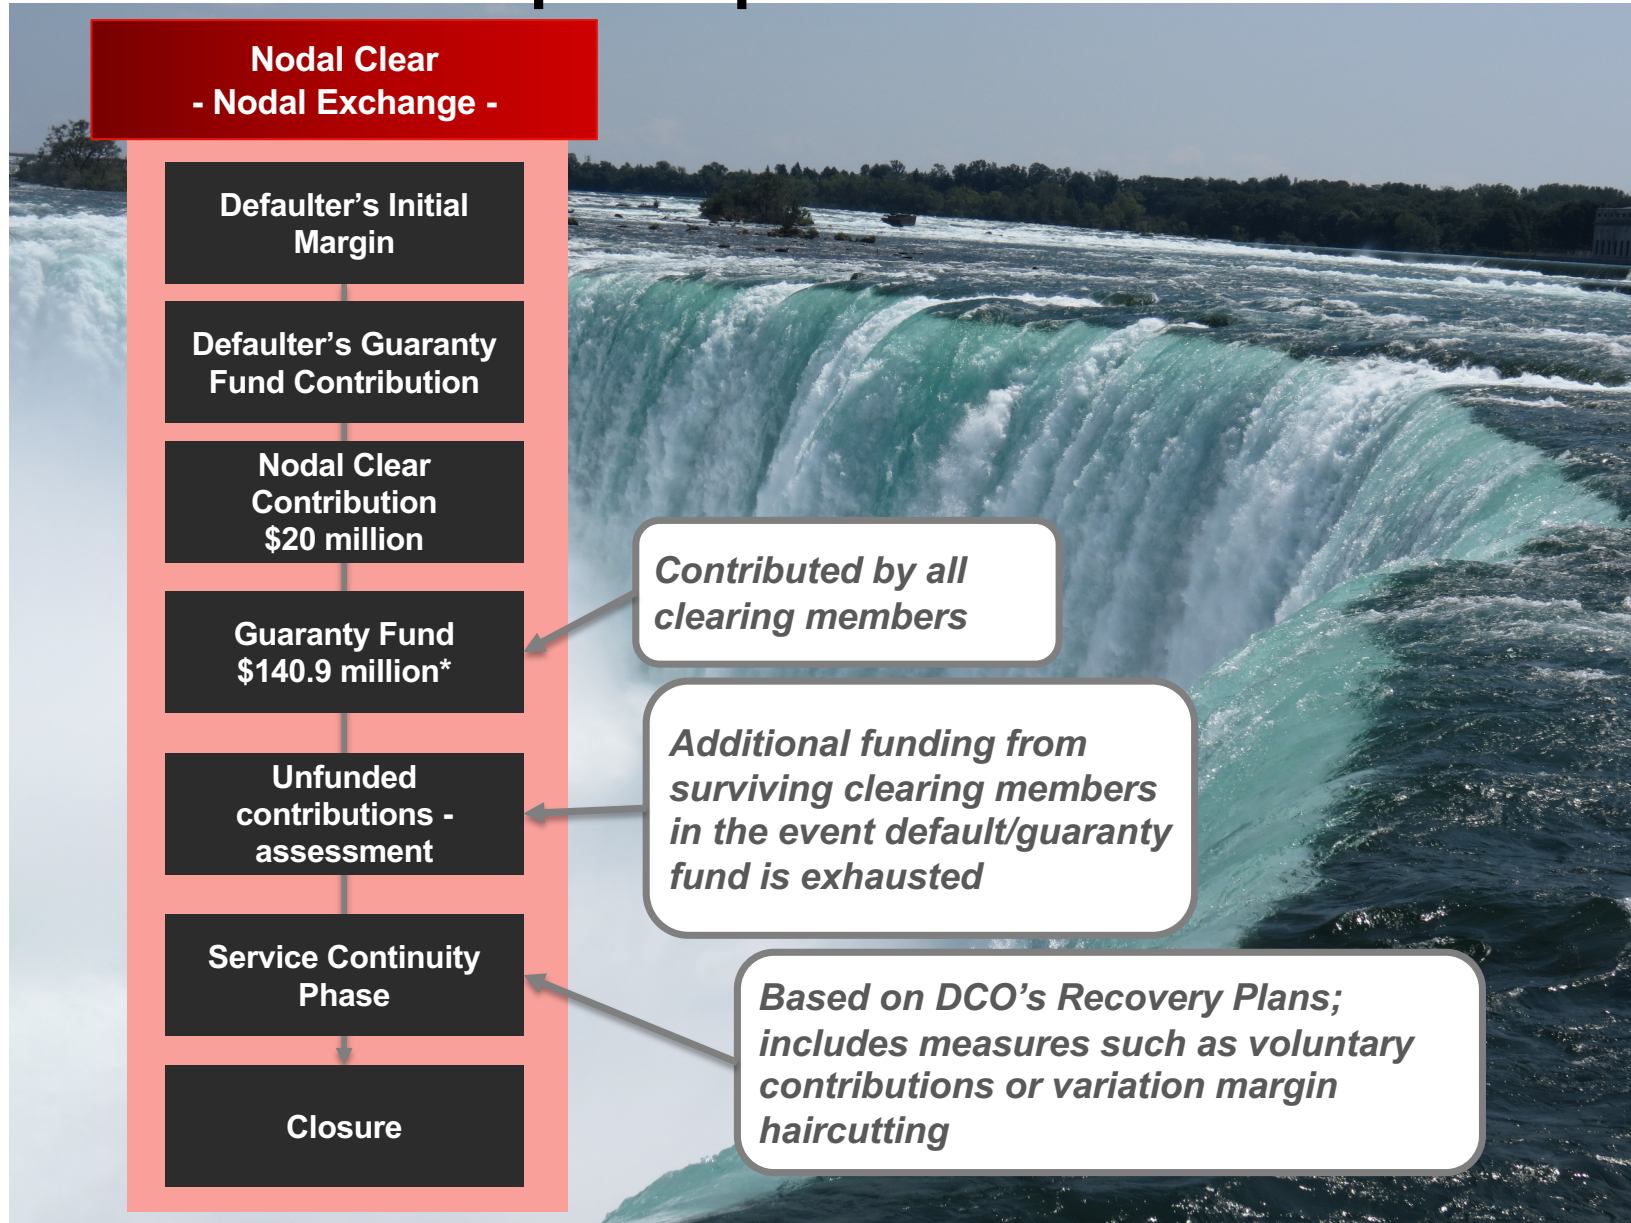 Nodal Clear
- Nodal Exchange -
Defaulter’s Initial
Margin
Defaulter’s Guaranty
Fund Contribution
Nodal Clear
Contribution
$20 million
Guaranty Fund
$140.9 million*
Contributed by all
clearing members
Unfunded
contributions -
assessment
Additional funding from
surviving clearing members
in the event default/guaranty
fund is exhausted
Service Continuity
Phase
Based on DCO’s Recovery Plans;
includes measures such as voluntary
contributions or variation margin
haircutting
Closure